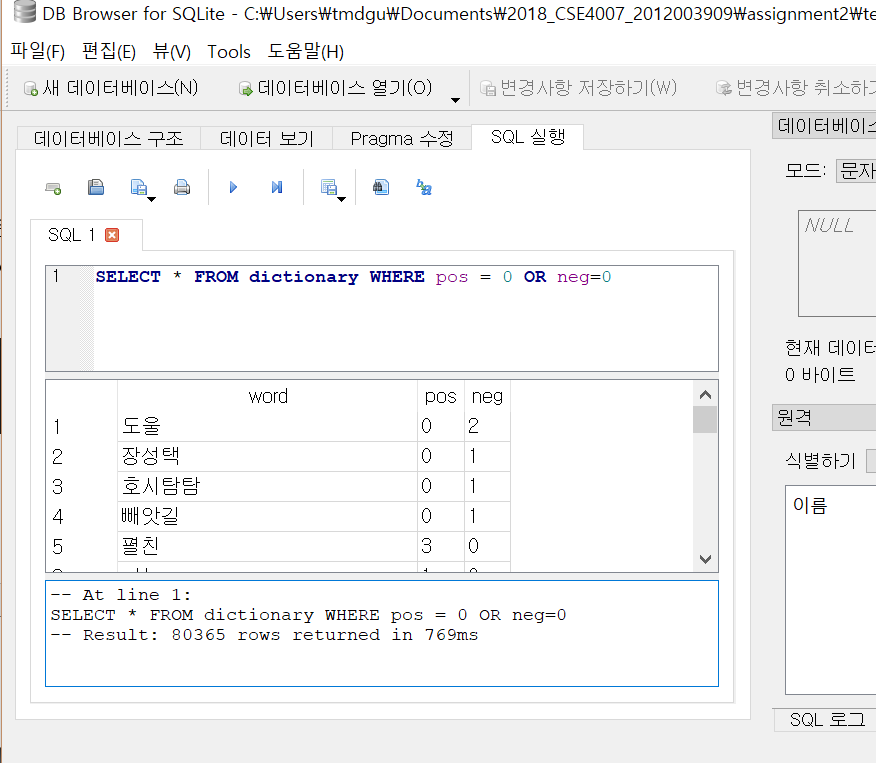 DB Browser for SQLite - C:₩Users₩tmdgu₩Documents₩2018_CSE4007_2012003909₩assignment2₩te
파일(F) 편집(E) 뷰(V) Tools 도움말(H)
새 데이터베이스(N) 데이터베이스 열기(O) 변경사항 저장하기(W) 변경사항 취소하기
데이터베이스 구조 데이터 보기 Pragma 수정 SQL 실행
SQL 1
1 SELECT * FROM dictionary WHERE pos = 0 OR neg=0
word pos neg
1 도울 0 2
2 장성택 0 1
3 호시탐탐 0 1
4 빼앗길 0 1
5 펼친 3 0
-- At line 1:
SELECT * FROM dictionary WHERE pos = 0 OR neg=0
-- Result: 80365 rows returned in 769ms
데이터베이스
모드: 문자
NULL
현재 데이터
0 바이트
원격
식별하기
이름
SQL 로그